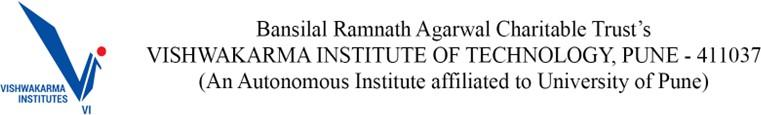 Bansilal Ramnath Agarwal Charitable Trust's
VISHWAKARMA INSTITUTE OF TECHNOLOGY, PUNE - 411037
(An Autonomous Institute affiliated to University of Pune)
VISHWAKARMA
INSTITUTES
VI